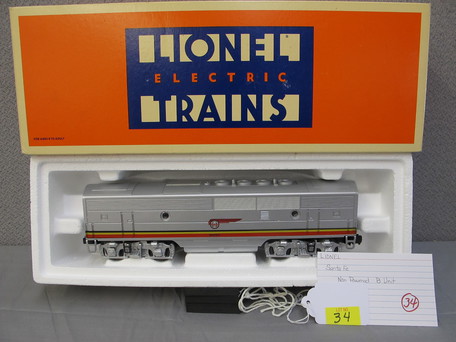 LIONEL
ELECTRIC
TRAINS
LIONEL
Santa Fe
Non Powered B Unit
34
34